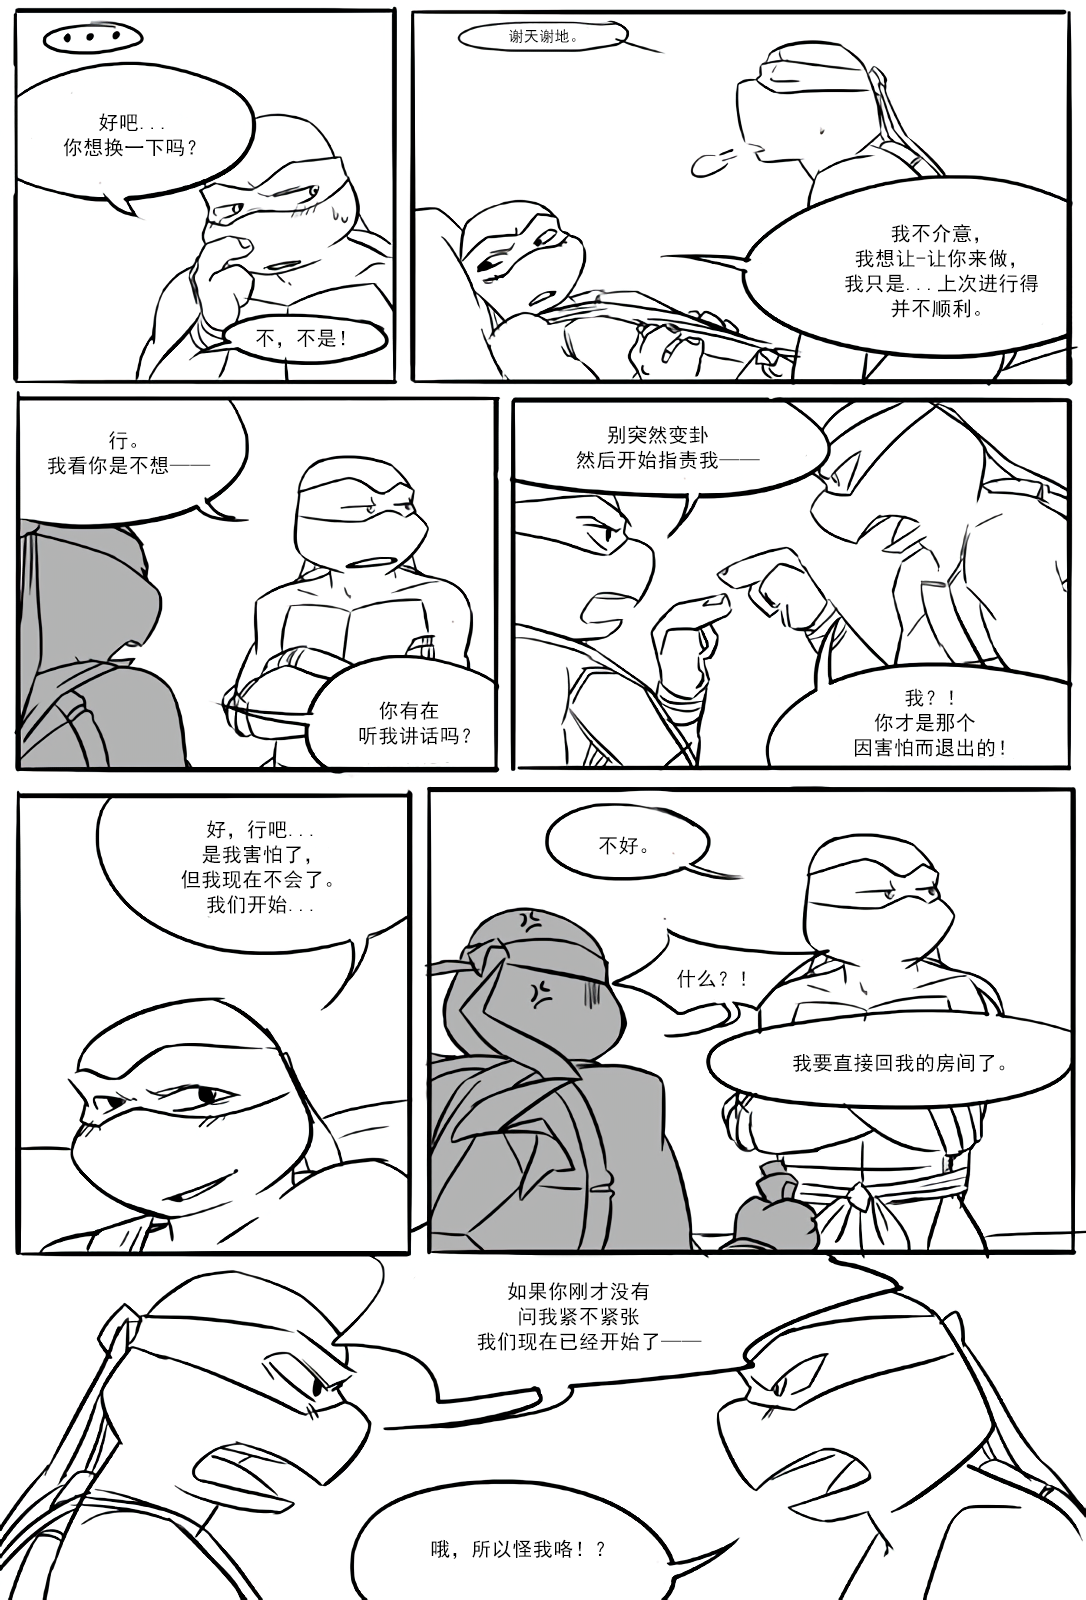 ...
好吧...
你想换一下吗？
不，不是！
谢天谢地。
我不介意，
我想让-让你来做，
我只是...上次进行得
并不顺利。
行。
我看你是不想——
你有在
听我讲话吗？
别突然变卦
然后开始指责我——
我？！
你才是那个
因害怕而退出的！
好，行吧...
是我害怕了，
但我现在不会了。
我们开始...
不好。
什么？！
我要直接回我的房间了。
如果你刚才没有
问我紧不紧张
我们现在已经开始了——
哦，所以怪我咯！？